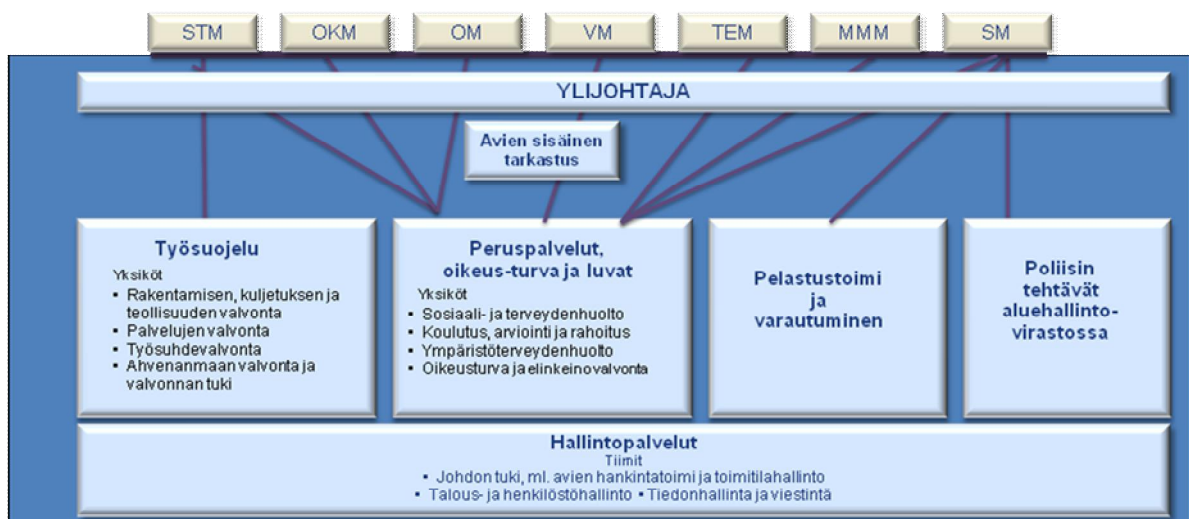 STM OKM OM VM TEM MMM SM
YLIJOHTAJA
Avien sisäinen
tarkastus
Työsuojelu
Yksiköt
▪ Rakentamisen, kuljetuksen ja
teollisuuden valvonta
▪ Palvelujen valvonta
▪ Työsuhdevalvonta
▪ Ahvenanmaan valvonta ja
valvonnan tuki
Peruspalvelut,
oikeus-turva ja luvat
Yksiköt
▪ Sosiaali- ja terveydenhuolto
▪ Koulutus, arviointi ja rahoitus
▪ Ympäristöterveydenhuolto
▪ Oikeusturva ja elinkeinovalvonta
Pelastustoimi
ja
varautuminen
Poliisin
tehtävät
aluehallinto-
virastossa
Hallintopalvelut
Tiimit
▪ Johdon tuki, ml. avien hankintatoimi ja toimitilahallinto
▪ Talous- ja henkilöstöhallinto ▪ Tiedonhallinta ja viestintä